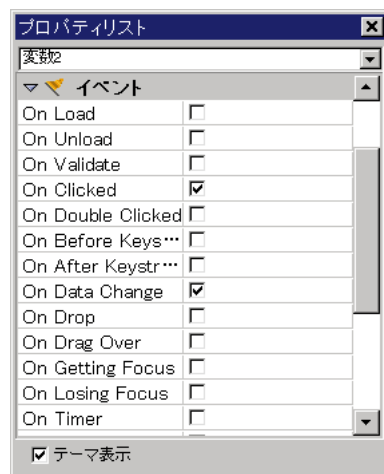 プロパティリスト
変数2
イベント
On Load
On Unload
On Validate
On Clicked
On Double Clicked
On Before Keys…
On After Keystr…
On Data Change
On Drop
On Drag Over
On Getting Focus
On Losing Focus
On Timer
テーマ表示